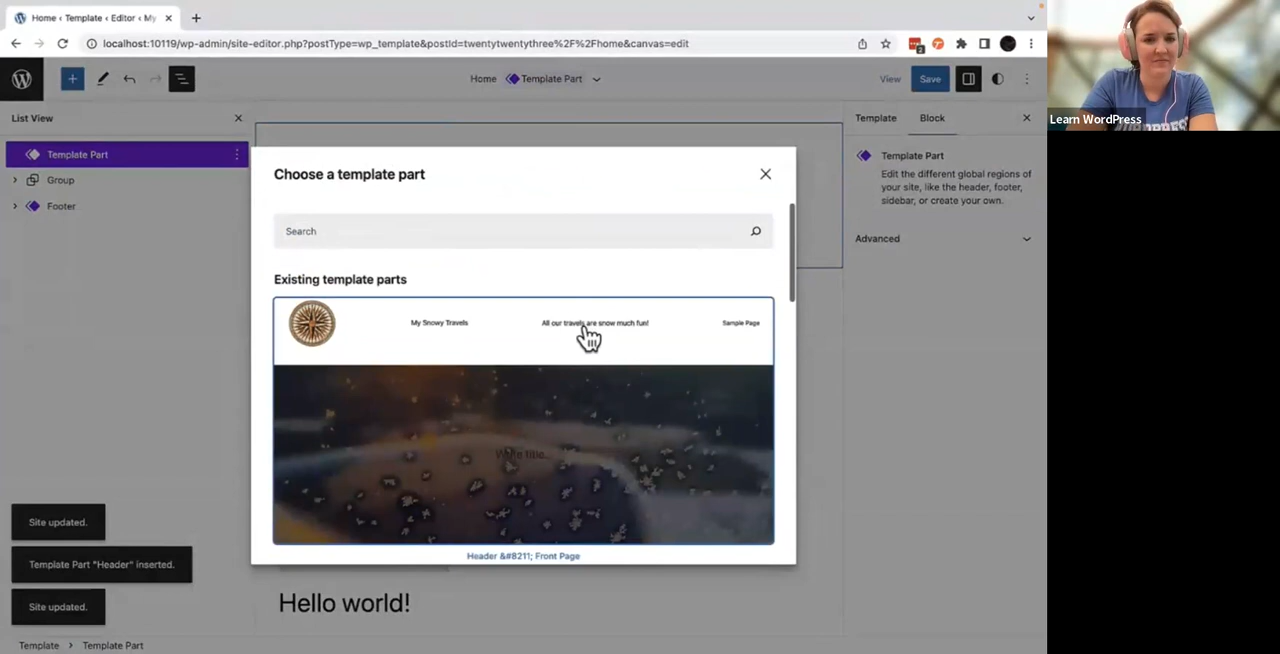 Home ‹ Template ‹ Editor ‹ My
localhost:10119/wp-admin/site-editor.php?postType=wp_template&postId=twentytwentythree%2F%2Fhome&canvas=edit
2
Home Template Part View Save
List View
Template Part
Group
Footer
Choose a template part
Search
Existing template parts
My Snowy Travels All our travels are snow much fun! Sample Page
Write title...
Header &#8211; Front Page
Hello world!
Template Block
Template Part
Edit the different global regions of
your site, like the header, footer,
sidebar, or create your own.
Advanced
Site updated.
Template Part "Header" inserted.
Site updated.
Template > Template Part
Learn WordPress